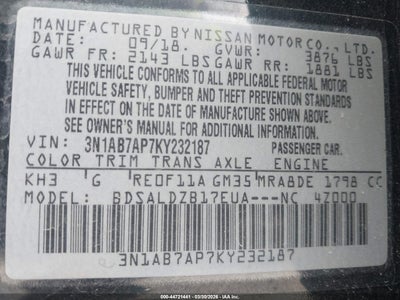 MANUFACTURED BY NISSAN MOTOR CO., LTD.
DATE: 09/18. GVWR: 3876 LBS
GAWR FR: 2143 LBS GAWR RR: 1881 LBS
THIS VEHICLE CONFORMS TO ALL APPLICABLE FEDERAL MOTOR
VEHICLE SAFETY, BUMPER AND THEFT PREVENTION STANDARDS
IN EFFECT ON THE DATE OF MANUFACTURE SHOWN ABOVE.
SEE OWNER'S MANUAL FOR ADDITIONAL INFORMATION.
VIN: 3N1AB7AP7KY232187 PASSENGER CAR.
COLOR TRIM TRANS AXLE ENGINE
KH3 G RE0F11A GM35 MRA8DE 1798 CC
MODEL: BDSALDZB17EUA---NC 4Z000
3N1AB7AP7KY232187
000-44721441 - 03/30/2026 - IAA Inc.